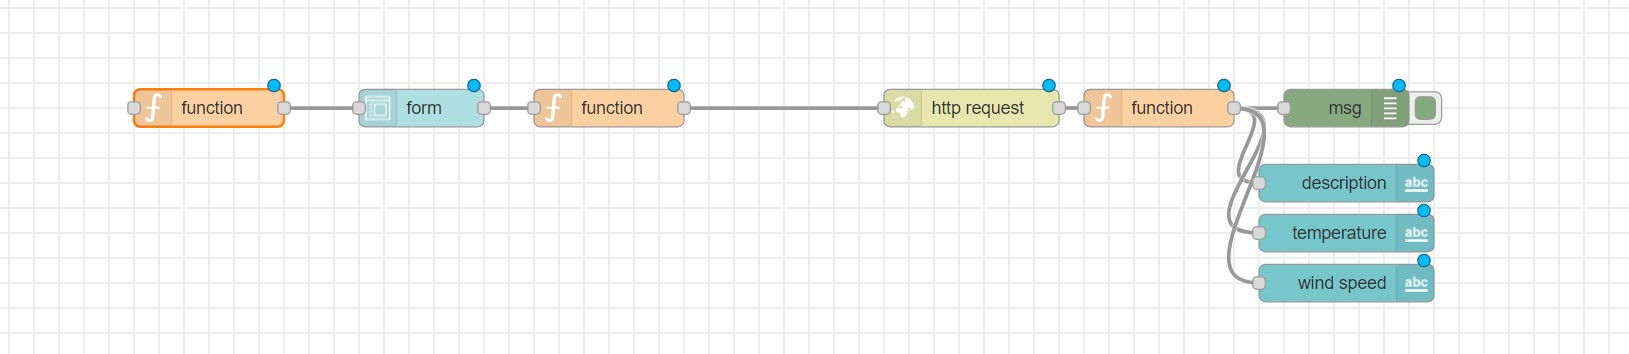 function
form
function
http request
function
msg
description abc
temperature abc
wind speed abc